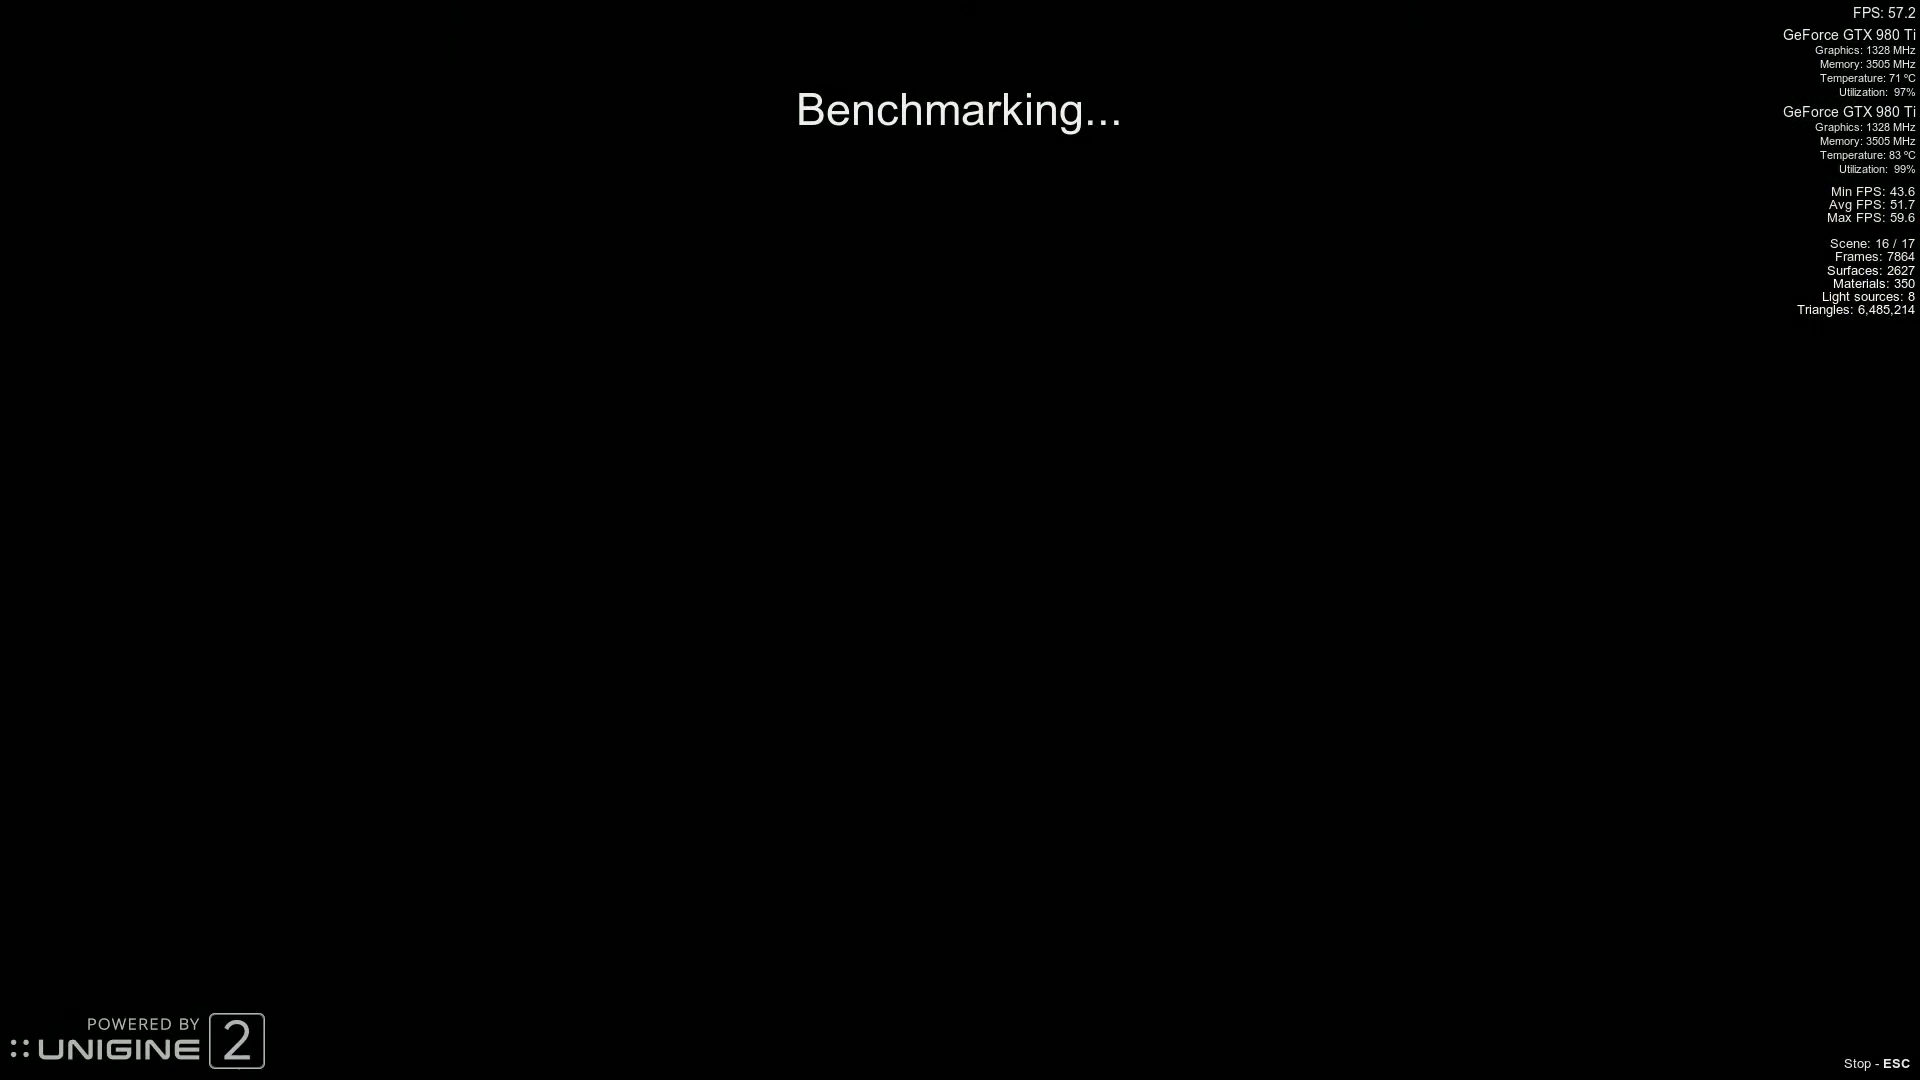 FPS: 57.2
GeForce GTX 980 Ti
Graphics: 1328 MHz
Memory: 3505 MHz
Temperature: 71 °C
Utilization: 97%
Benchmarking...
GeForce GTX 980 Ti
Graphics: 1328 MHz
Memory: 3505 MHz
Temperature: 83 °C
Utilization: 99%
Min FPS: 43.6
Avg FPS: 51.7
Max FPS: 59.6
Scene: 16 / 17
Frames: 7864
Surfaces: 2627
Materials: 350
Light sources: 8
Triangles: 6,485,214
POWERED BY
UNIGINE 2
Stop - ESC